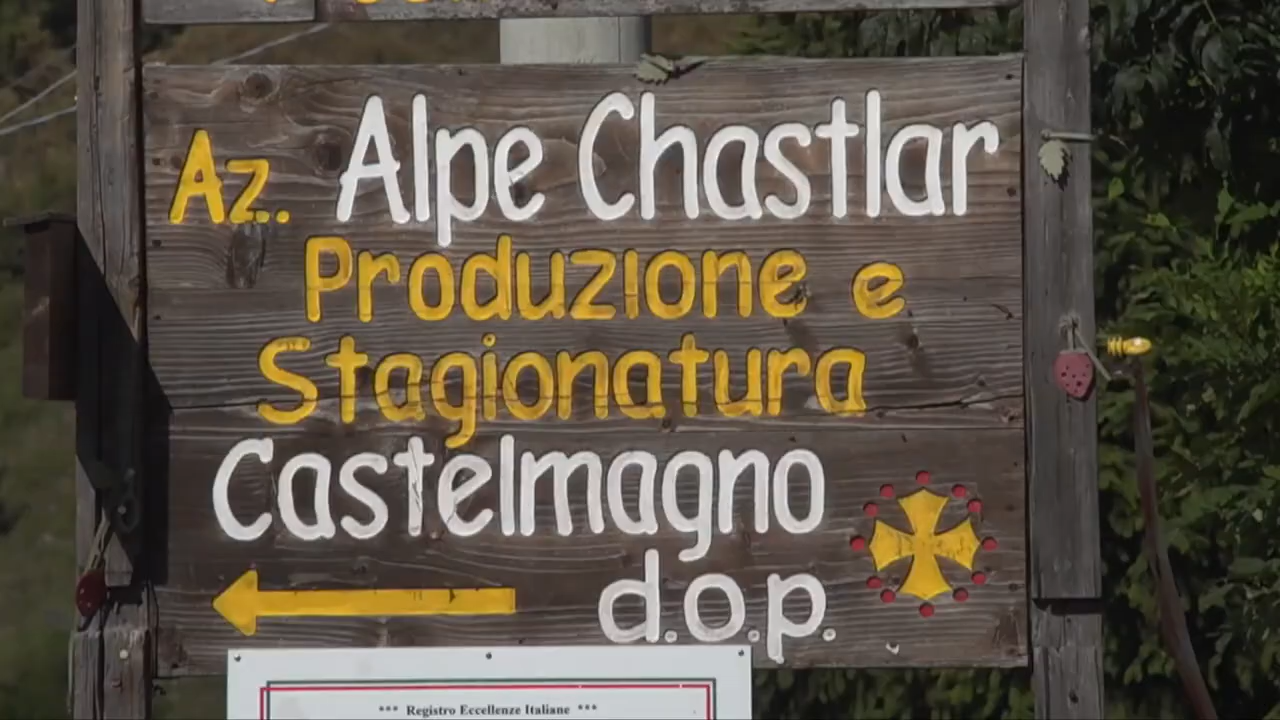 Az. Alpe Chastlar
Produzione e
Stagionatura
Castelmagno
d.o.p.
*** Registro Eccellenze Italiane ***